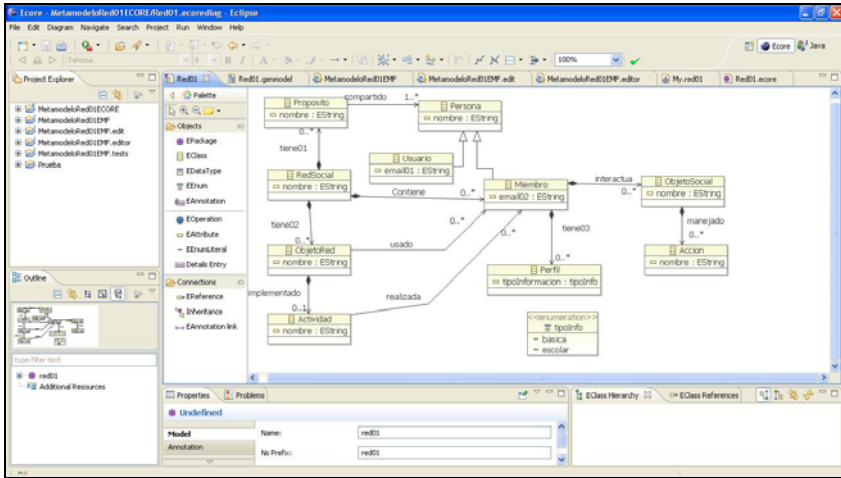 Ecore - MetamodeloRed01ECORE/Red01.ecorediag - Eclipse
File Edit Diagram Navigate Search Project Run Window Help
Ecore Java
Tahoma 9 B I A 100%
Project Explorer
MetamodeloRed01ECORE
MetamodeloRed01EMF
MetamodeloRed01EMF.edit
MetamodeloRed01EMF.editor
MetamodeloRed01EMF.tests
Prueba
Outline
type filter text
red01
Additional Resources
Red01 Red01.genmodel MetamodeloRed01EMF MetamodeloRed01EMF.edit MetamodeloRed01EMF.editor My.red01 Red01.ecore
Palette
Objects
EPackage
EClass
EDataType
EEnum
EAnnotation
EOperation
EAttribute
EEnumLiteral
Details Entry
Connections
EReference
Inheritance
EAnnotation link
Proposito
nombre : EString
compartido 1..*
Persona
nombre : EString
0..*
tiene01
Usuario
email01 : EString
RedSocial
nombre : EString
Contiene 0..*
Miembro
email02 : EString
interactua
0..*
ObjetoSocial
nombre : EString
tiene02
0..*
0..*
0..*
tiene03
manejado
0..*
ObjetoRed
nombre : EString
usado
0..*
Accion
nombre : EString
Perfil
tipoInformacion : tipoInfo
implementado
0..1
realizada
Actividad
nombre : EString
<<enumeration>>
tipoInfo
basica
escolar
Properties Problems
Undefined
Model
Annotation
Name: red01
Ns Prefix: red01
EClass Hierarchy EClass References